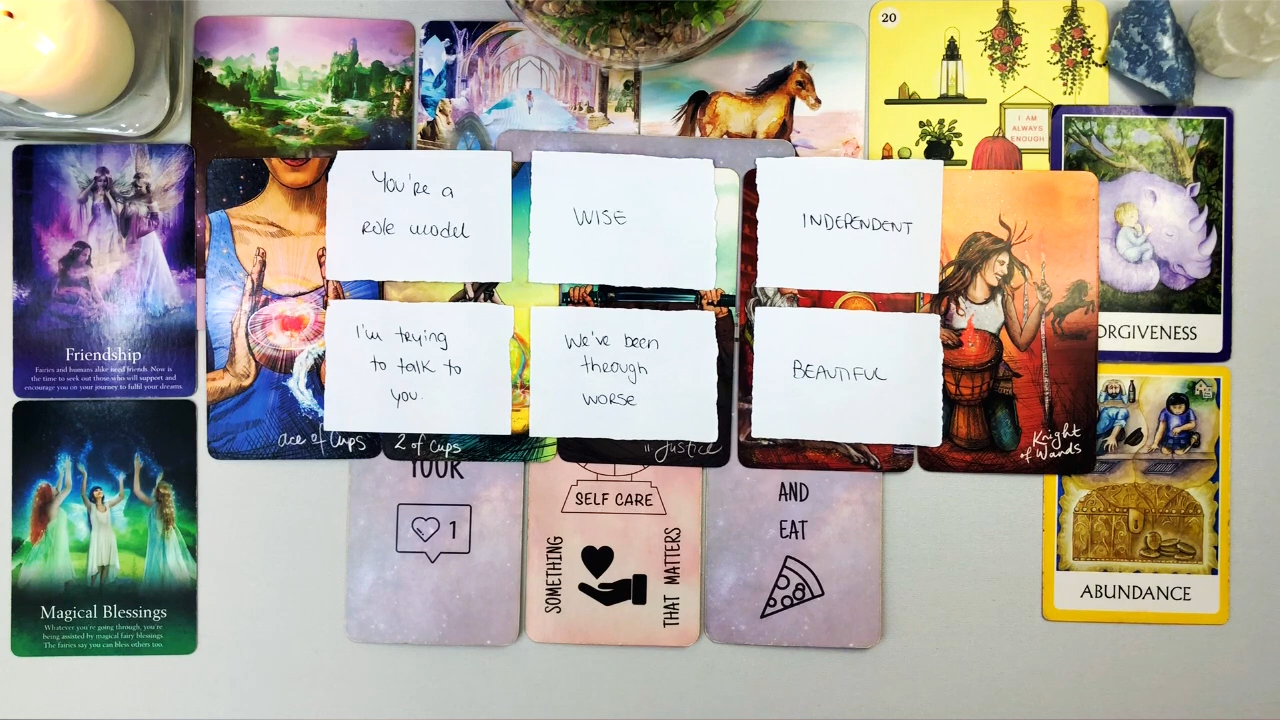 20
I AM
ALWAYS
ENOUGH
You're a
role model
WISE
INDEPENDENT
I'm trying
to talk to
you.
We've been
through
worse
BEAUTIFUL
Friendship
Fairies and humans alike need friends. Now is
the time to seek out those who will support and
encourage you on your journey to fulfil your dreams.
Magical Blessings
Whatever you're going through, you're
being assisted by magical fairy blessings.
The fairies say you can bless others too.
ace of Cups
2 of cups
11 Justice
Knight
of Wands
ORGIVENESS
ABUNDANCE
YOUR
1
SELF CARE
SOMETHING
THAT MATTERS
AND
EAT